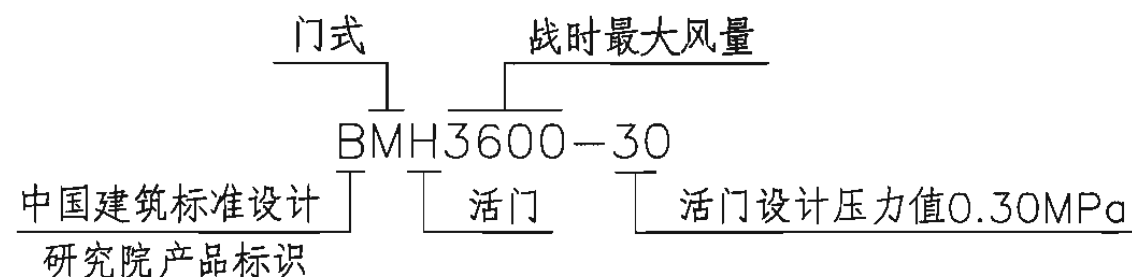 门式
战时最大风量
BMH3600-30
中国建筑标准设计
研究院产品标识
活门
活门设计压力值0.30MPa